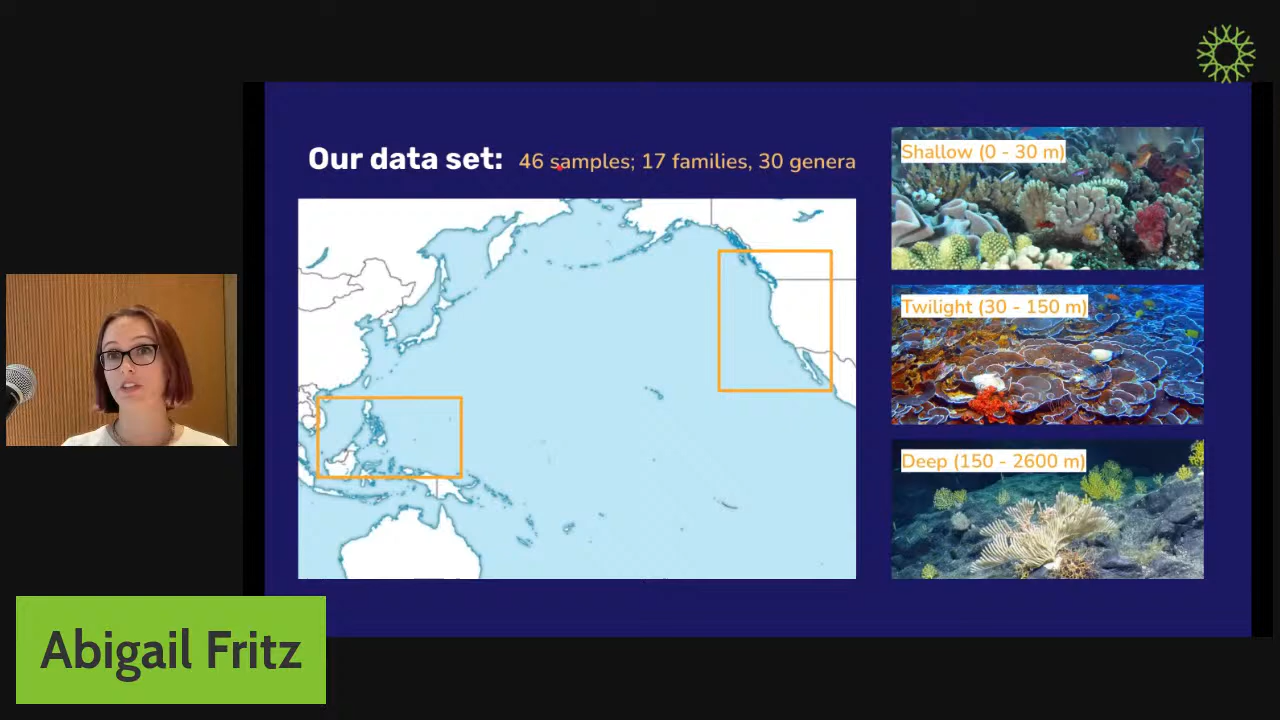 Our data set: 46 samples; 17 families, 30 genera
Shallow (0 - 30 m)
Twilight (30 - 150 m)
Deep (150 - 2600 m)
Abigail Fritz